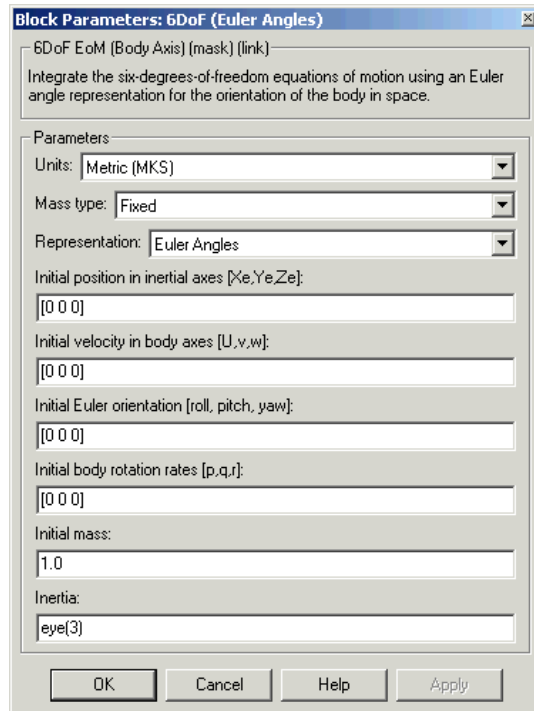 Block Parameters: 6DoF (Euler Angles)
6DoF EoM (Body Axis) (mask) (link)
Integrate the six-degrees-of-freedom equations of motion using an Euler
angle representation for the orientation of the body in space.
Parameters
Units: Metric (MKS)
Mass type: Fixed
Representation: Euler Angles
Initial position in inertial axes [Xe,Ye,Ze]:
[0 0 0]
Initial velocity in body axes [U,v,w]:
[0 0 0]
Initial Euler orientation [roll, pitch, yaw]:
[0 0 0]
Initial body rotation rates [p,q,r]:
[0 0 0]
Initial mass:
1.0
Inertia:
eye(3)
OK Cancel Help Apply